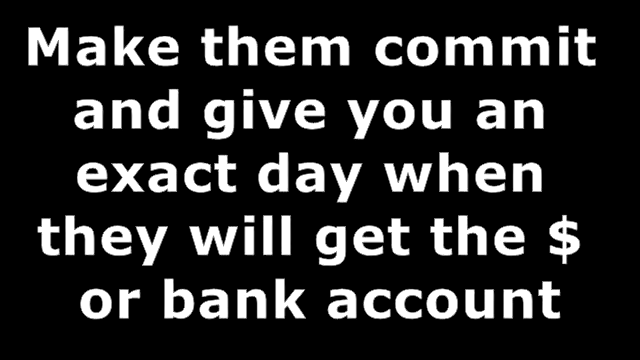 Make them commit
and give you an
exact day when
they will get the $
or bank account